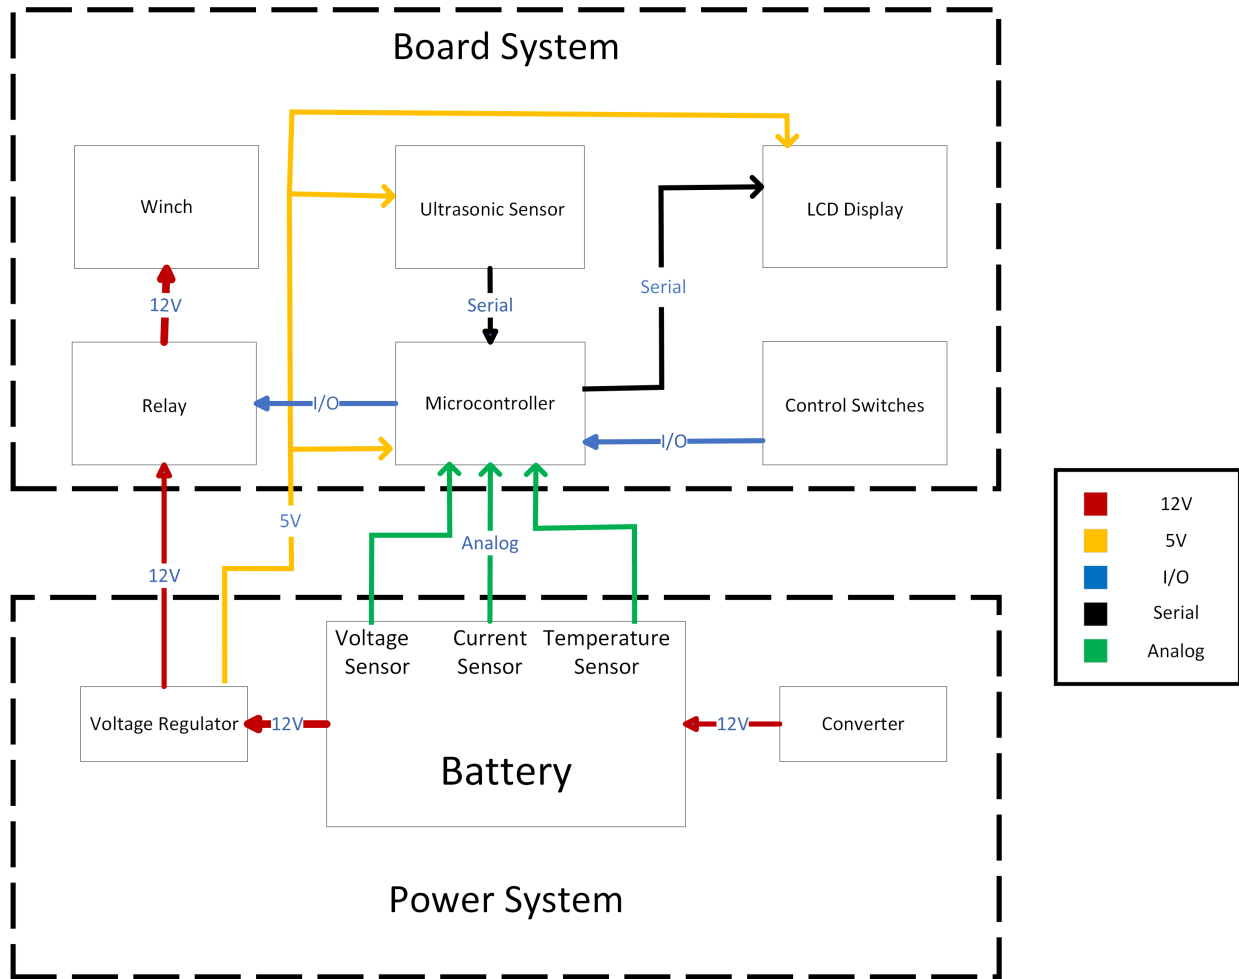 Board System
Winch
Ultrasonic Sensor
LCD Display
12V
Serial
Serial
Relay
I/O
Microcontroller
I/O
Control Switches
5V
Analog
12V
12V
5V
I/O
Serial
Analog
Voltage
Sensor
Current
Sensor
Temperature
Sensor
Voltage Regulator
12V
12V
Converter
Battery
Power System